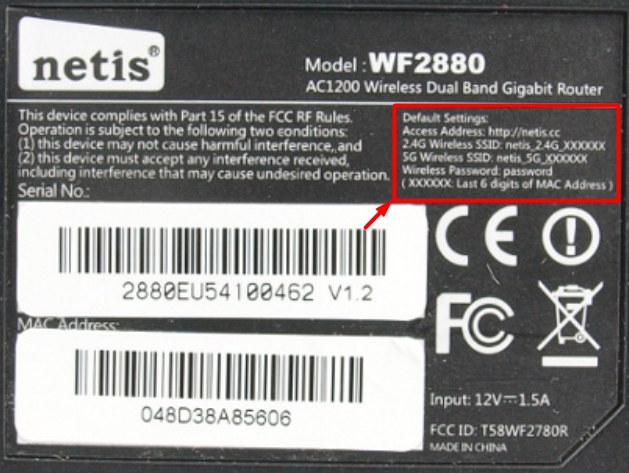 netis®
Model : WF2880
AC1200 Wireless Dual Band Gigabit Router
This device complies with Part 15 of the FCC RF Rules.
Operation is subject to the following two conditions:
(1) this device may not cause harmful interference, and
(2) this device must accept any interference received,
including interference that may cause undesired operation.
Default Settings:
Access Address: http://netis.cc
2.4G Wireless SSID: netis_2.4G_XXXXXX
5G Wireless SSID: netis_5G_XXXXXX
Wireless Password: password
( XXXXXX: Last 6 digits of MAC Address )
Serial No.:
2880EU54100462 V1.2
MAC Address:
048D38A85606
CE
FC
Input: 12V⎓1.5A
FCC ID: T58WF2780R
MADE IN CHINA